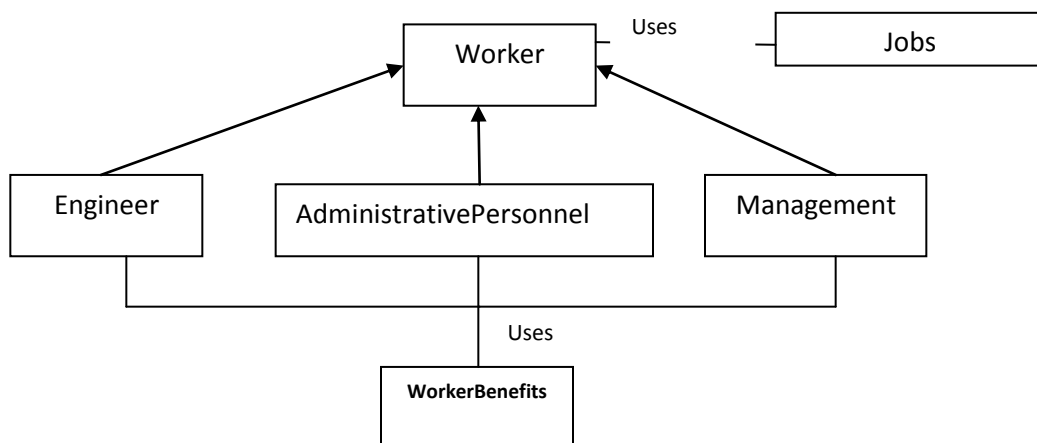 Uses
Worker
Jobs
Engineer
AdministrativePersonnel
Management
Uses
WorkerBenefits